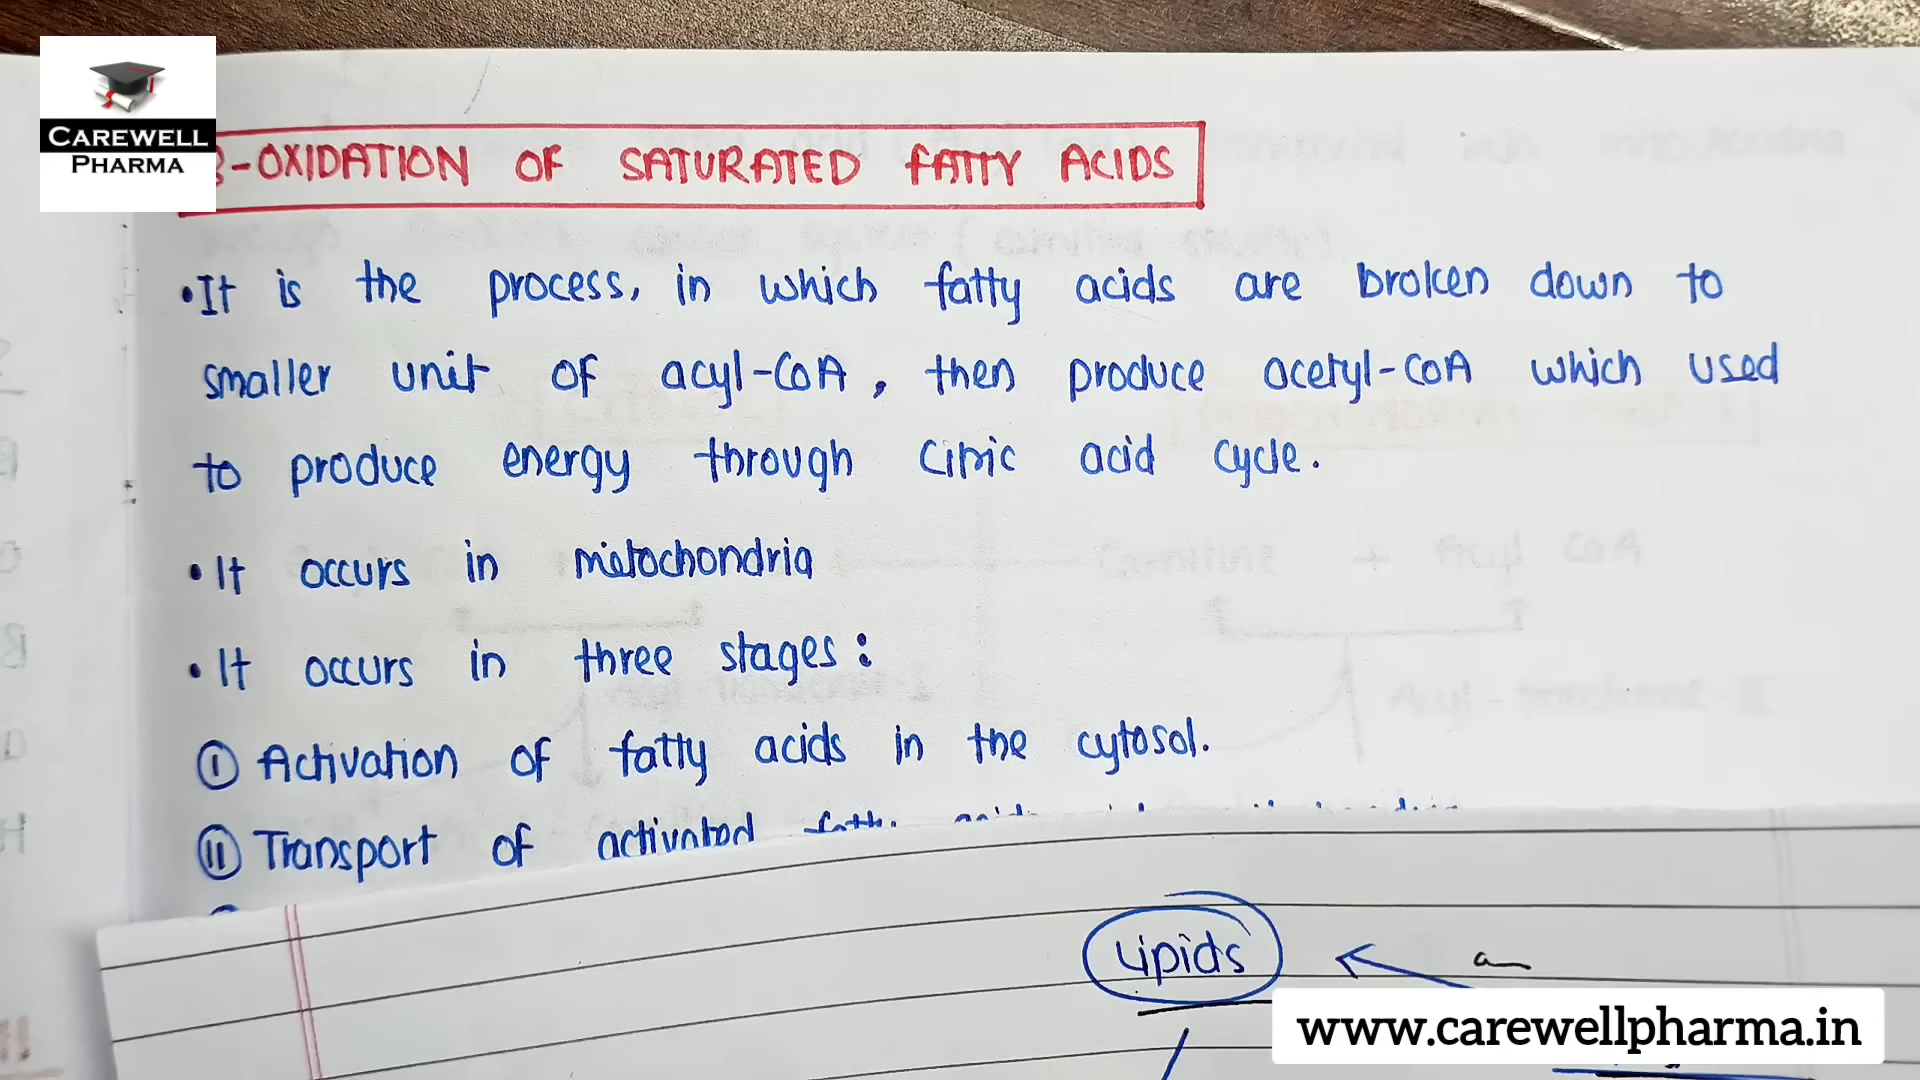 CAREWELL
PHARMA
β-OXIDATION OF SATURATED FATTY ACIDS
•It is the process, in which fatty acids are broken down to
smaller unit of acyl-CoA, then produce acetyl-CoA which used
to produce energy through citric acid cycle.
•It occurs in mitochondria
•It occurs in three stages:
① Activation of fatty acids in the cytosol.
⑪ Transport of activated fatty acids
Lipids
www.carewellpharma.in